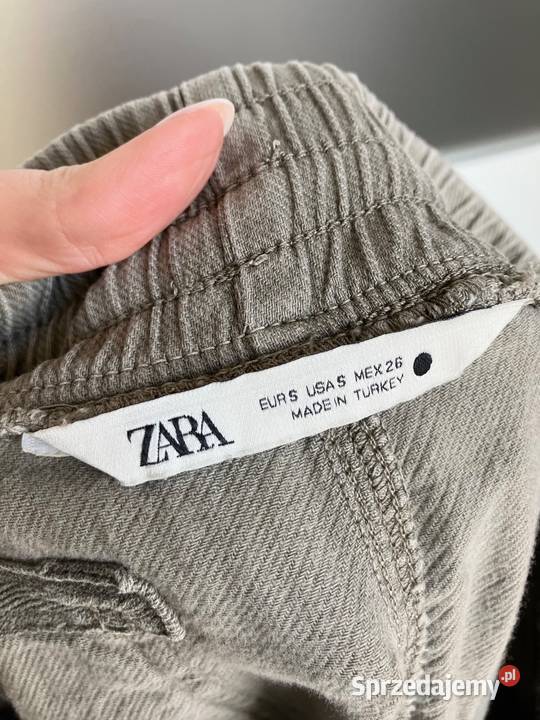 ZARA
EUR S USA S MEX 26
MADE IN TURKEY
Sprzedajemy.pl